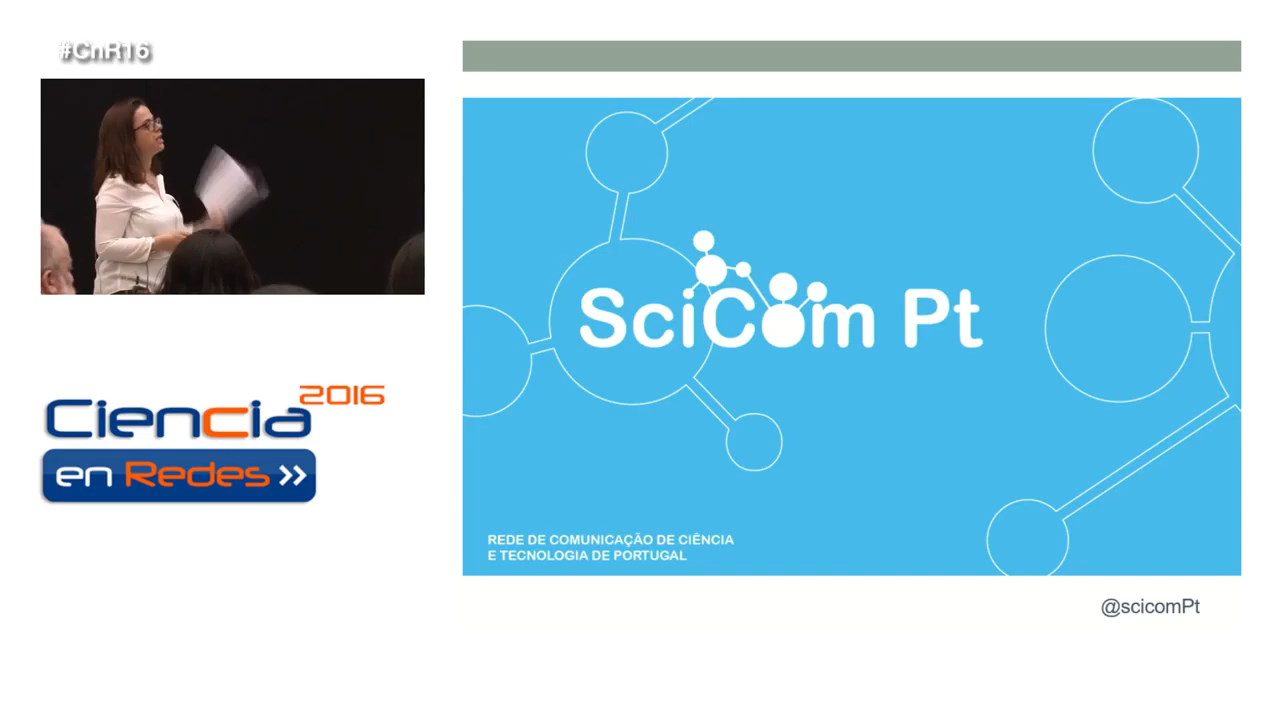 #CnR16
SciCom Pt
Ciencia 2016
en Redes »
REDE DE COMUNICAÇÃO DE CIÊNCIA
E TECNOLOGIA DE PORTUGAL
@scicomPt